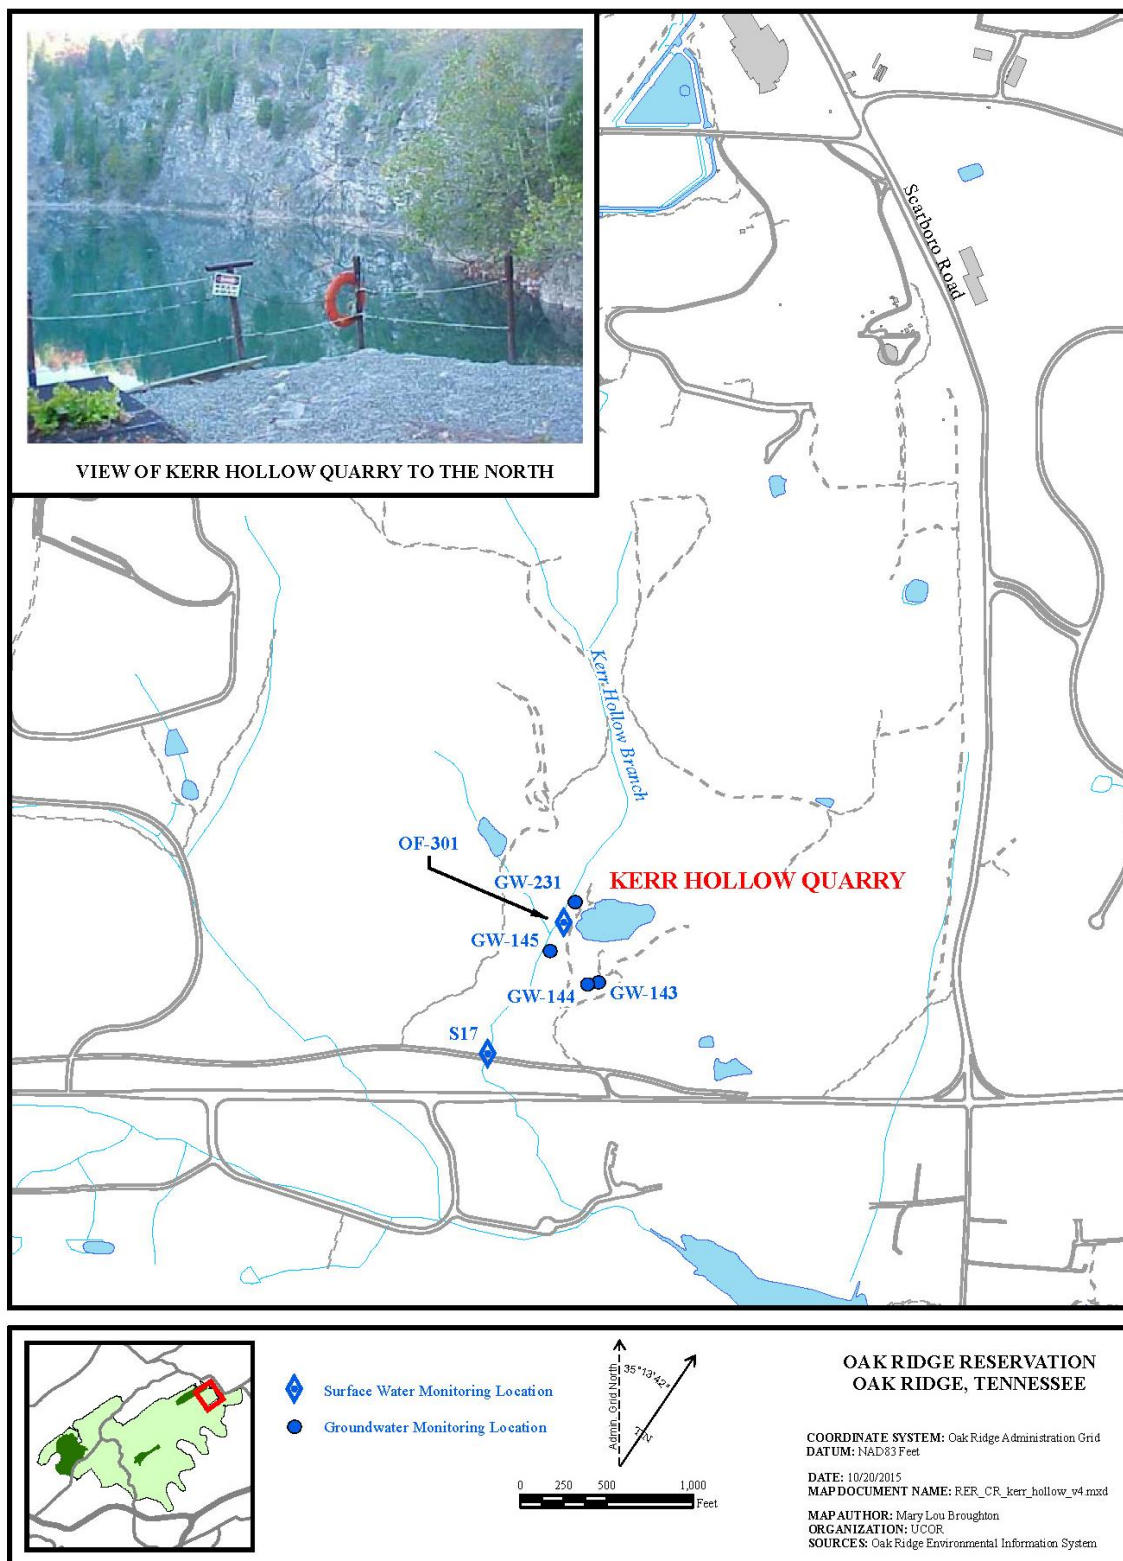 VIEW OF KERR HOLLOW QUARRY TO THE NORTH
Scarboro Road
Kerr Hollow Branch
OF-301
GW-231
KERR HOLLOW QUARRY
GW-145
GW-144
GW-143
S17
Surface Water Monitoring Location
Groundwater Monitoring Location
Admin. Grid North
35°13'42"
TN
0 250 500 1,000
Feet
OAK RIDGE RESERVATION
OAK RIDGE, TENNESSEE
COORDINATE SYSTEM: Oak Ridge Administration Grid
DATUM: NAD83 Feet
DATE: 10/20/2015
MAP DOCUMENT NAME: RER_CR_kerr_hollow_v4.mxd
MAP AUTHOR: Mary Lou Broughton
ORGANIZATION: UCOR
SOURCES: Oak Ridge Environmental Information System